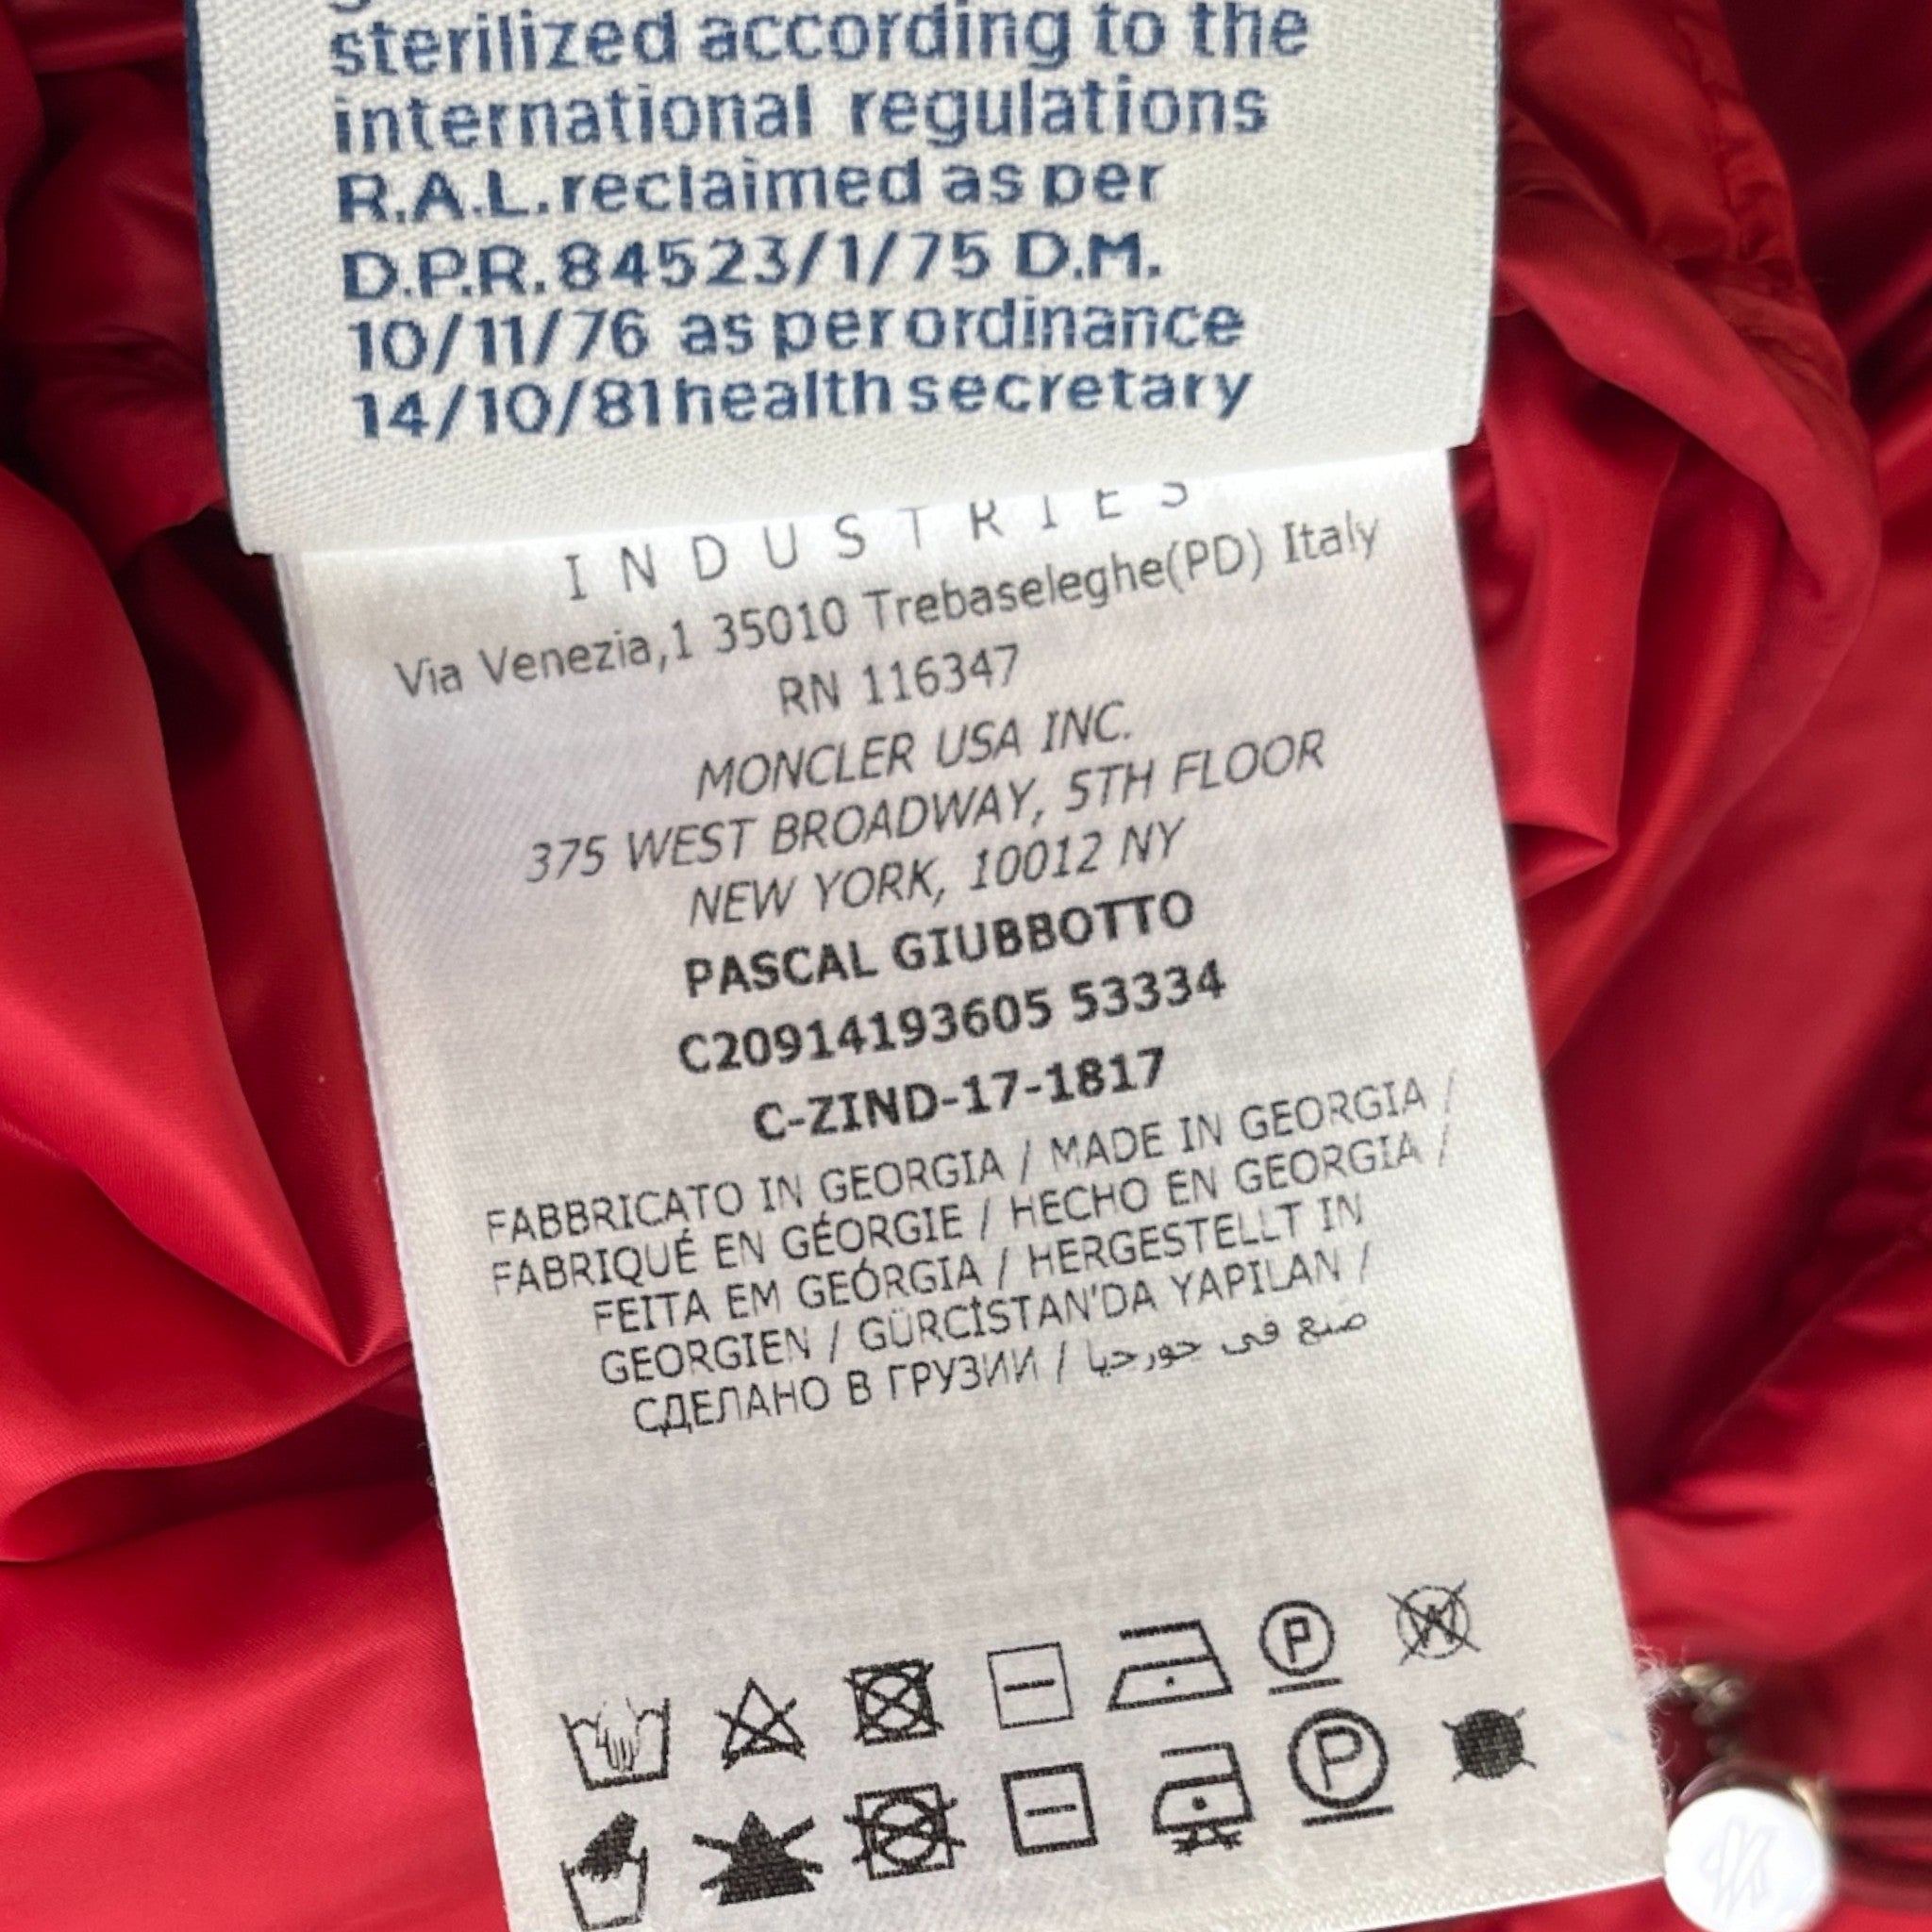 sterilized according to the
international regulations
R.A.L. reclaimed as per
D.P.R. 84523/1/75 D.M.
10/11/76 as per ordinance
14/10/81 health secretary
INDUSTRIES
Via Venezia,1 35010 Trebaseleghe(PD) Italy
RN 116347
MONCLER USA INC.
375 WEST BROADWAY, 5TH FLOOR
NEW YORK, 10012 NY
PASCAL GIUBBOTTO
C20914193605 53334
C-ZIND-17-1817
FABBRICATO IN GEORGIA / MADE IN GEORGIA /
FABRIQUÉ EN GÉORGIE / HECHO EN GEORGIA /
FEITA EM GEÓRGIA / HERGESTELLT IN
GEORGIEN / GÜRCİSTAN'DA YAPILAN /
СДЕЛАНО В ГРУЗИИ / صنع في جورجيا
P W
P